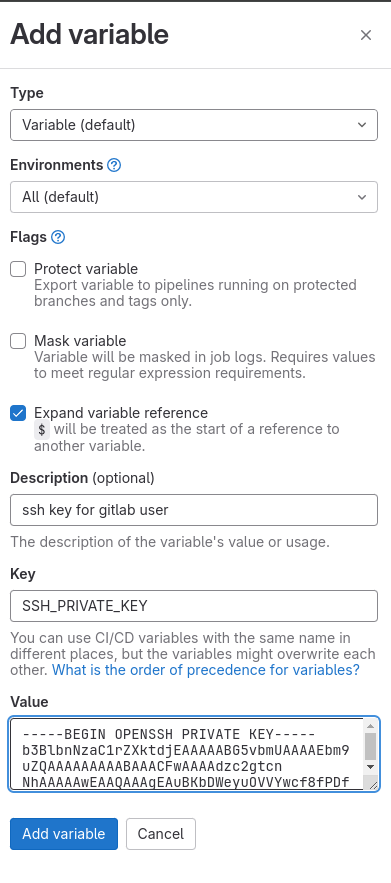 Add variable
Type
Variable (default)
Environments
All (default)
Flags
Protect variable
Export variable to pipelines running on protected
branches and tags only.
Mask variable
Variable will be masked in job logs. Requires values
to meet regular expression requirements.
Expand variable reference
$ will be treated as the start of a reference to
another variable.
Description (optional)
ssh key for gitlab user
The description of the variable's value or usage.
Key
SSH_PRIVATE_KEY
You can use CI/CD variables with the same name in
different places, but the variables might overwrite each
other. What is the order of precedence for variables?
Value
-----BEGIN OPENSSH PRIVATE KEY-----
b3BlbnNzaC1rZXktdjEAAAAABG5vbmUAAAAEbm9
uZQAAAAAAAAABAAACFwAAAAdzc2gtcn
NhAAAAAwEAAQAAAgEAuBKbDWeyuOVVYwcf8fPDf
Add variable
Cancel